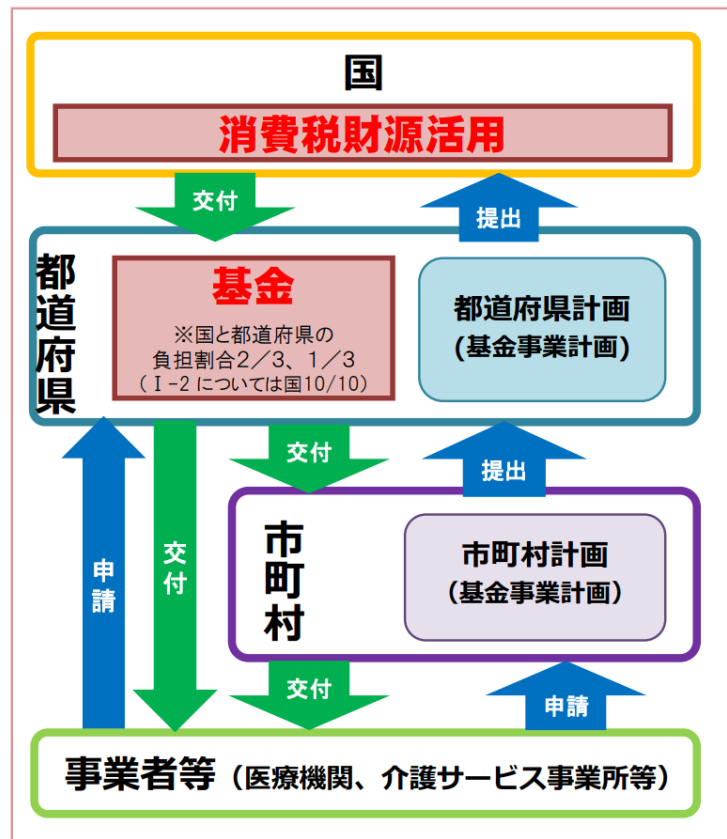 国
消費税財源活用
交付
提出
都道府県
基金
※国と都道府県の
負担割合2/3、1/3
(Ⅰ-2 については国10/10)
都道府県計画
(基金事業計画)
交付
提出
申請
交付
市町村
市町村計画
(基金事業計画)
交付
申請
事業者等(医療機関、介護サービス事業所等)